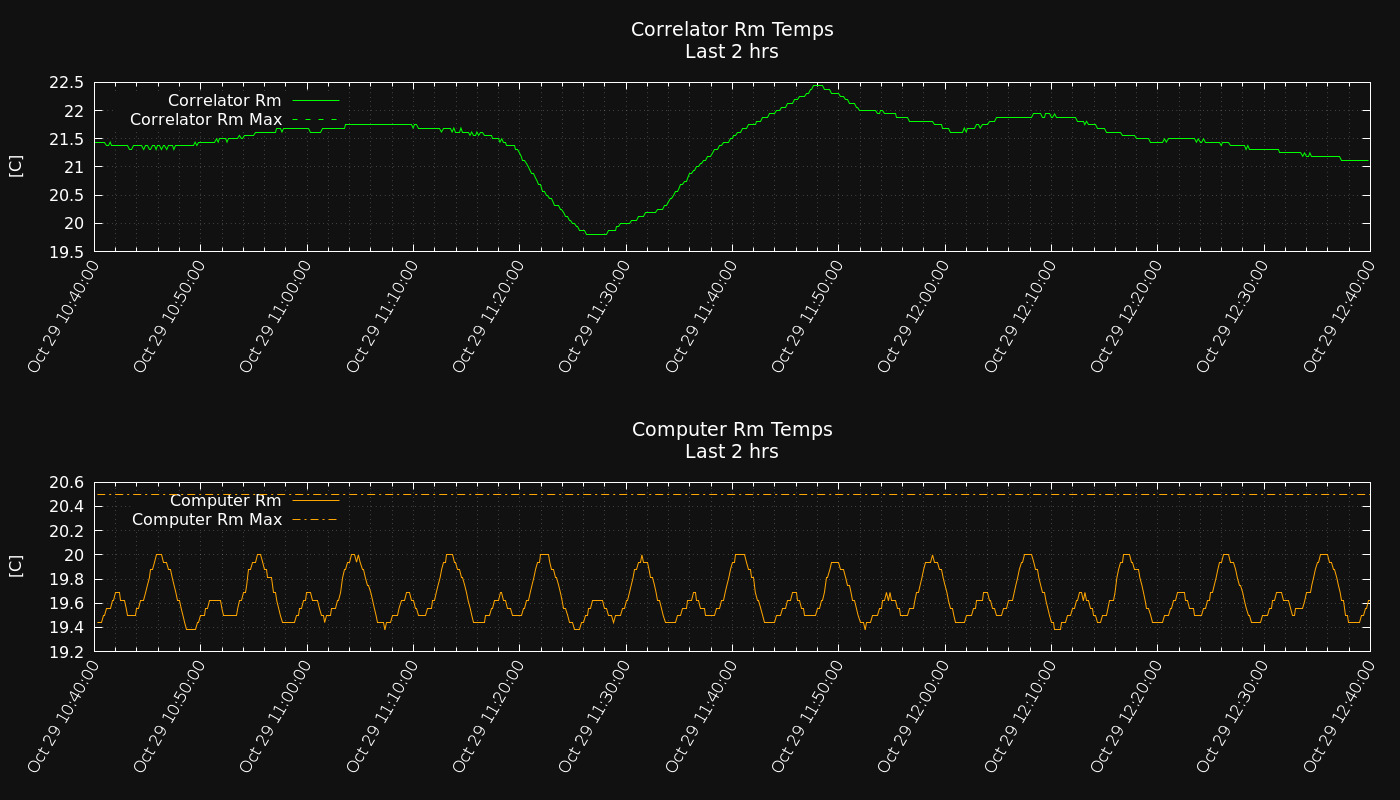 Correlator Rm Temps
Last 2 hrs
Correlator Rm
Correlator Rm Max
[C]
22.5
22
21.5
21
20.5
20
19.5
Oct 29 10:40:00
Oct 29 10:50:00
Oct 29 11:00:00
Oct 29 11:10:00
Oct 29 11:20:00
Oct 29 11:30:00
Oct 29 11:40:00
Oct 29 11:50:00
Oct 29 12:00:00
Oct 29 12:10:00
Oct 29 12:20:00
Oct 29 12:30:00
Oct 29 12:40:00
Computer Rm Temps
Last 2 hrs
Computer Rm
Computer Rm Max
[C]
20.6
20.4
20.2
20
19.8
19.6
19.4
19.2
Oct 29 10:40:00
Oct 29 10:50:00
Oct 29 11:00:00
Oct 29 11:10:00
Oct 29 11:20:00
Oct 29 11:30:00
Oct 29 11:40:00
Oct 29 11:50:00
Oct 29 12:00:00
Oct 29 12:10:00
Oct 29 12:20:00
Oct 29 12:30:00
Oct 29 12:40:00